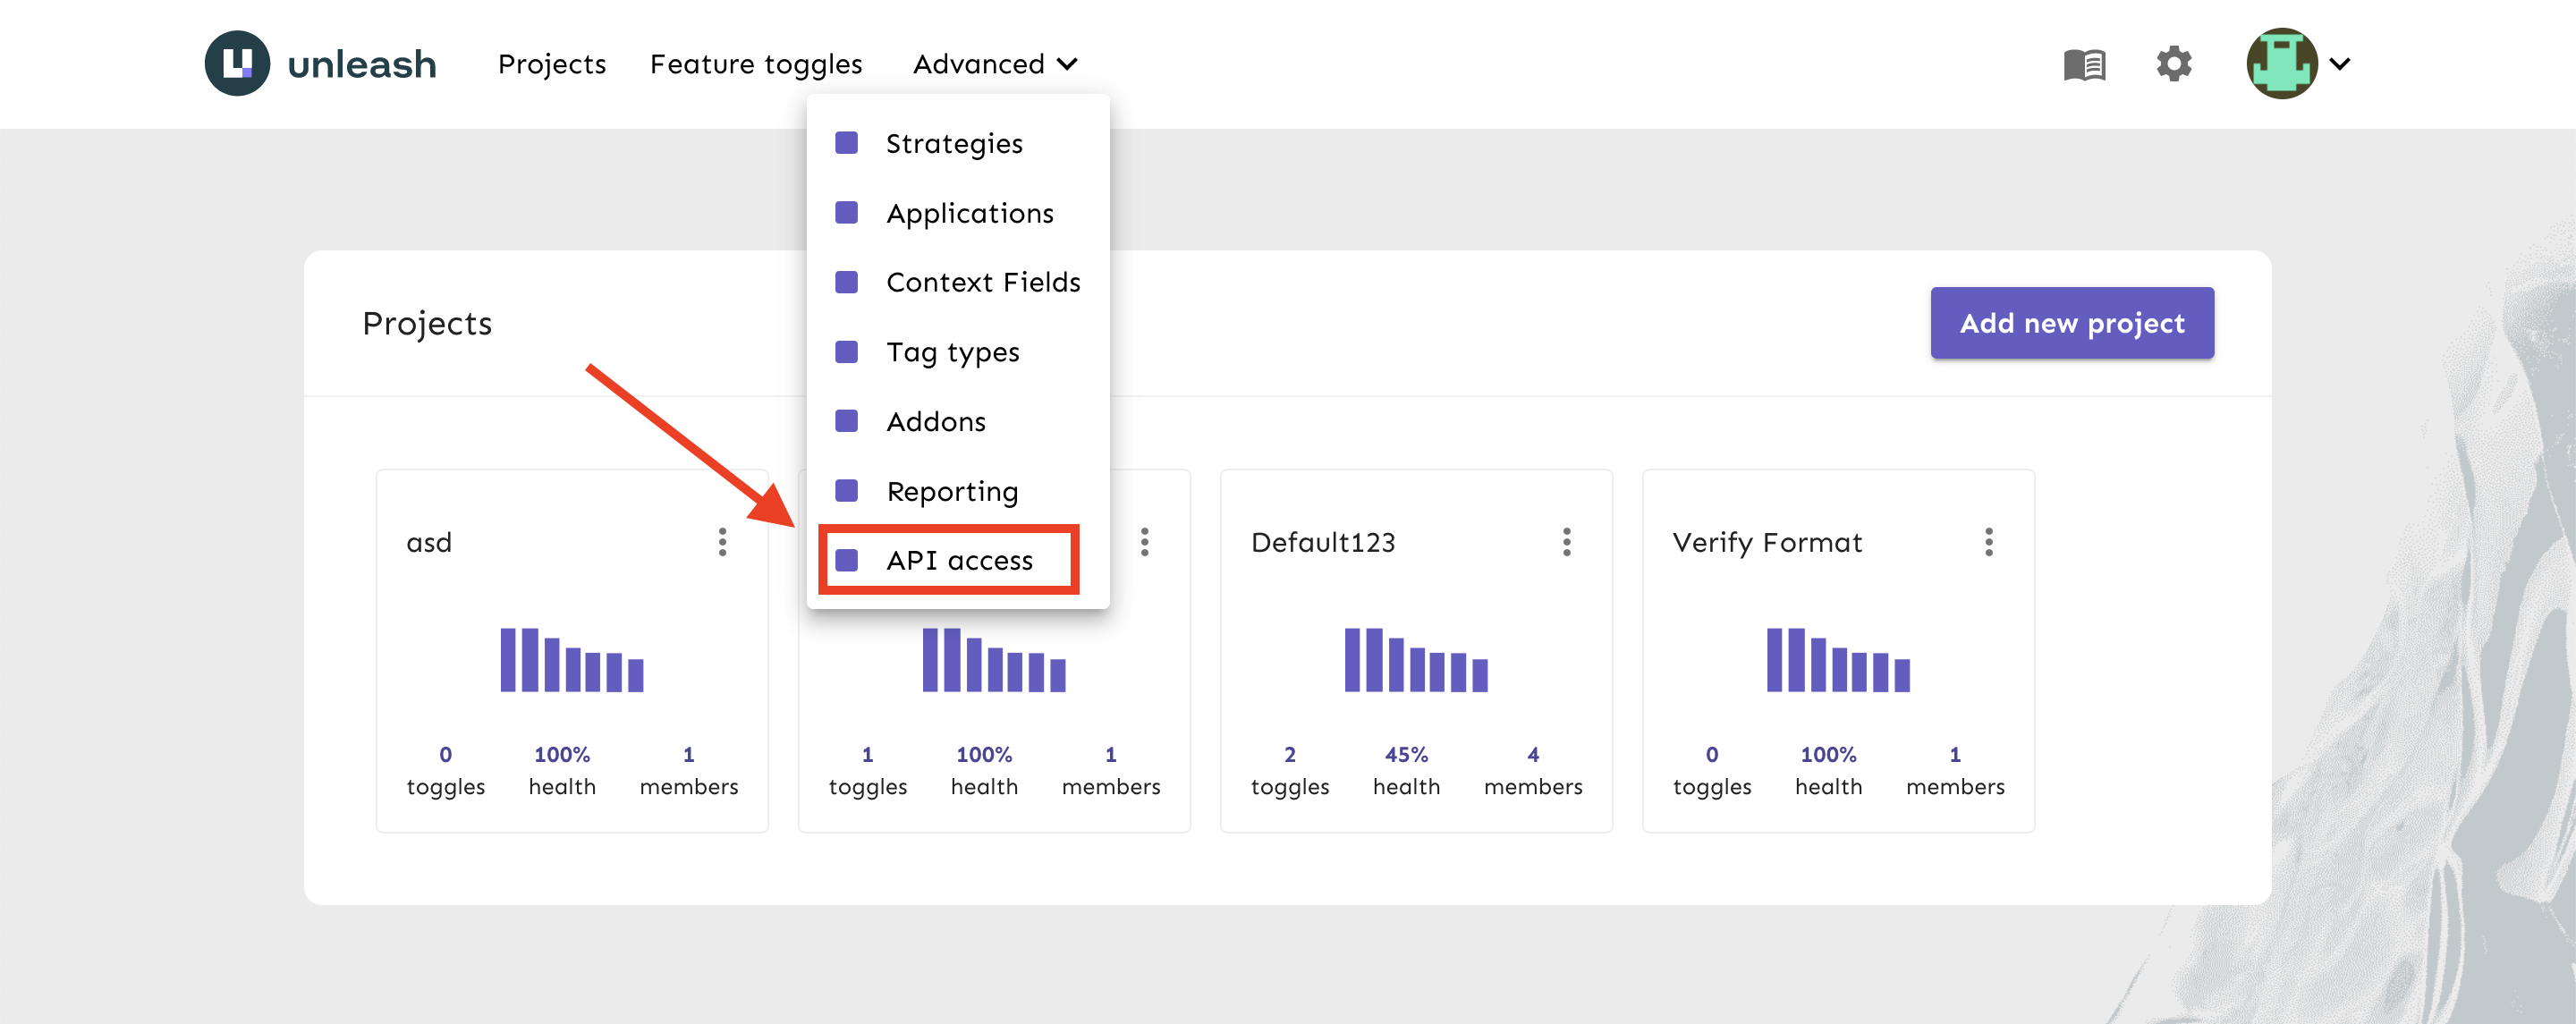 unleash
Projects
Feature toggles
Advanced
Strategies
Applications
Context Fields
Tag types
Addons
Reporting
API access
Projects
Add new project
asd
0 toggles
100% health
1 members
1 toggles
100% health
1 members
Default123
2 toggles
45% health
4 members
Verify Format
0 toggles
100% health
1 members